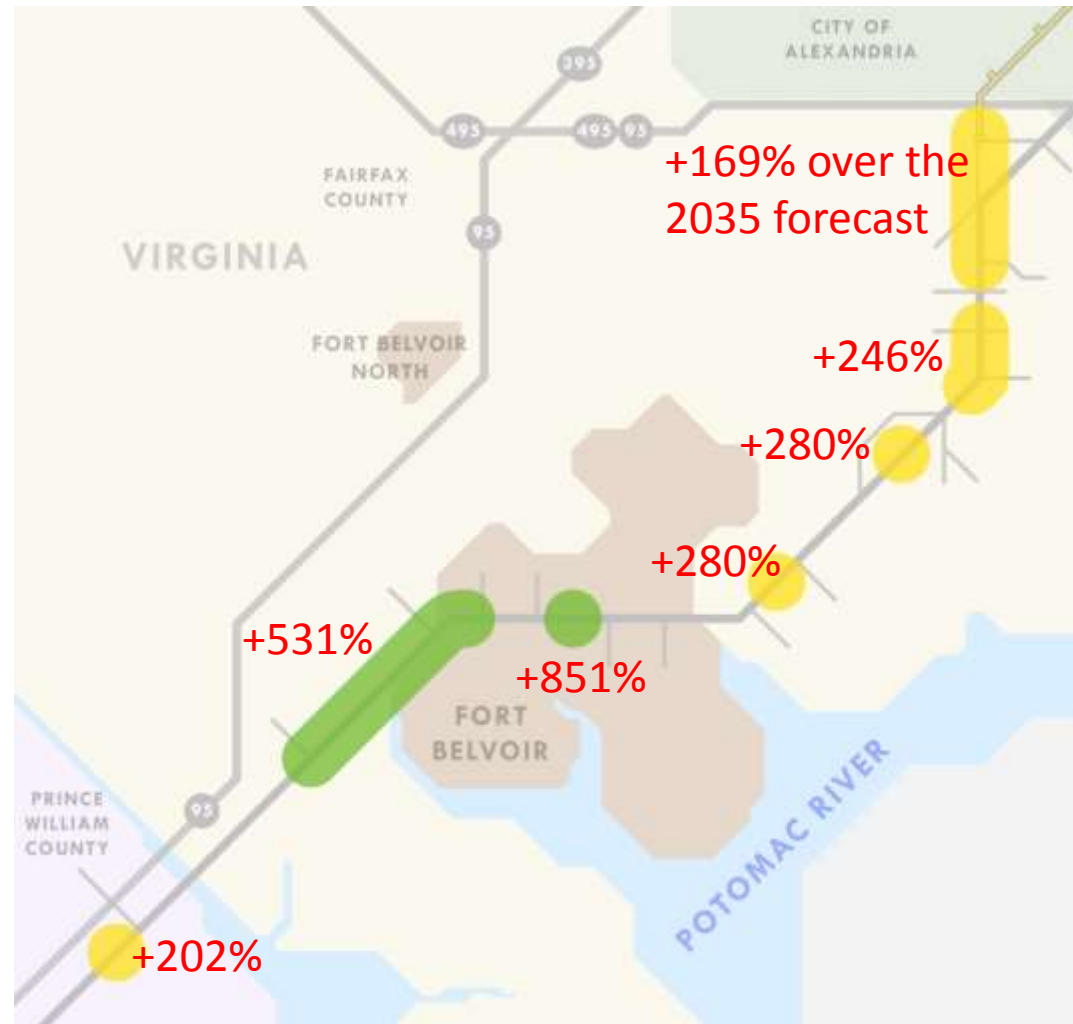 CITY OF
ALEXANDRIA
395
495
495
95
+169% over the
2035 forecast
FAIRFAX
COUNTY
95
VIRGINIA
FORT BELVOIR
NORTH
+246%
+280%
+280%
+531%
+851%
FORT
BELVOIR
POTOMAC RIVER
PRINCE
WILLIAM
COUNTY
95
+202%